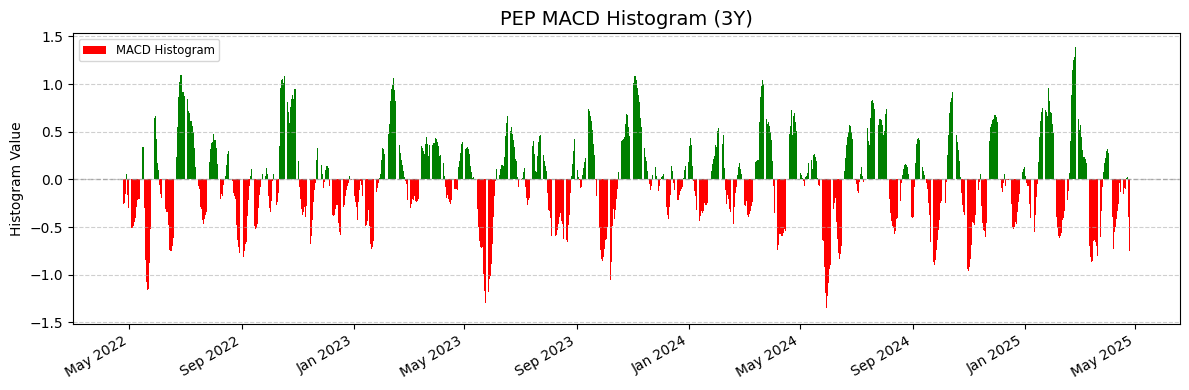 PEP MACD Histogram (3Y)
MACD Histogram
Histogram Value
1.5
1.0
0.5
0.0
−0.5
−1.0
−1.5
May 2022
Sep 2022
Jan 2023
May 2023
Sep 2023
Jan 2024
May 2024
Sep 2024
Jan 2025
May 2025